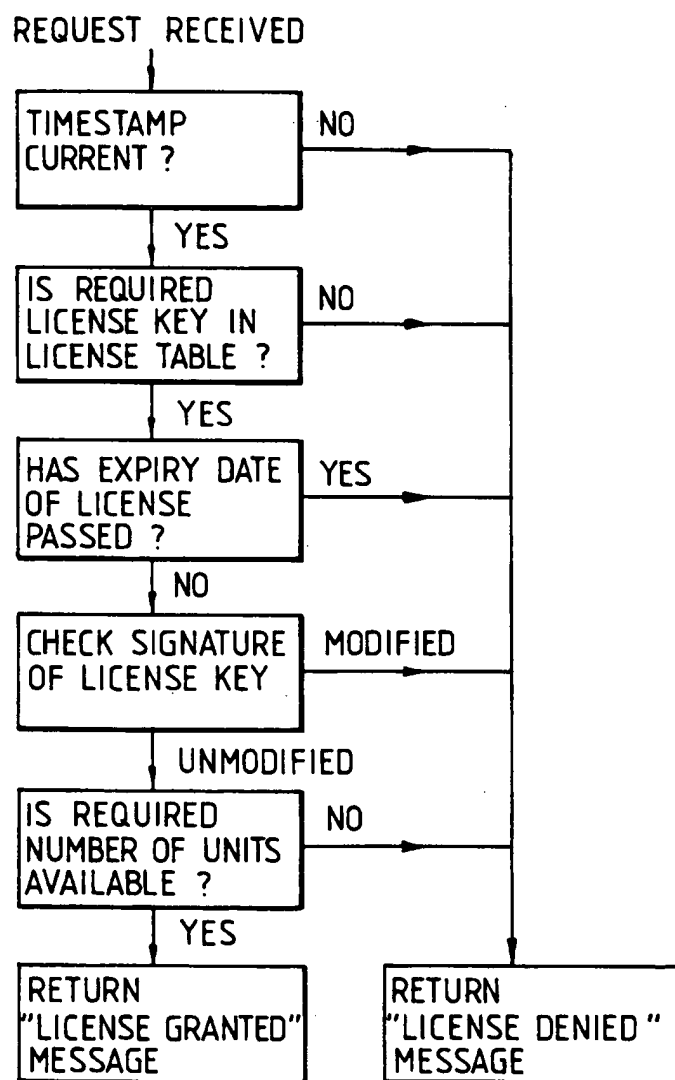 REQUEST RECEIVED
TIMESTAMP
CURRENT ?
NO
YES
IS REQUIRED
LICENSE KEY IN
LICENSE TABLE ?
NO
YES
HAS EXPIRY DATE
OF LICENSE
PASSED ?
YES
NO
CHECK SIGNATURE
OF LICENSE KEY
MODIFIED
UNMODIFIED
IS REQUIRED
NUMBER OF UNITS
AVAILABLE ?
NO
YES
RETURN
"LICENSE GRANTED"
MESSAGE
RETURN
"LICENSE DENIED "
MESSAGE